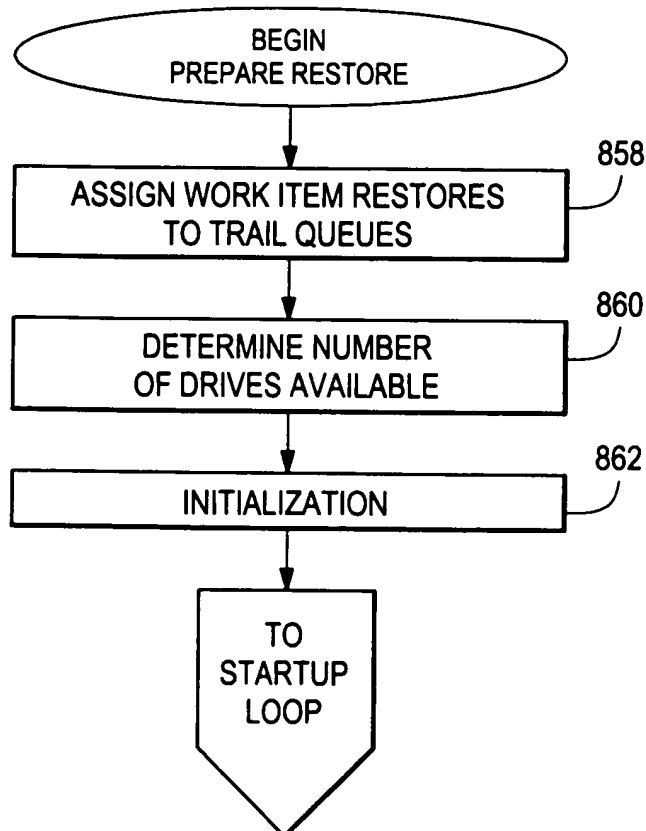 BEGIN
PREPARE RESTORE
858
ASSIGN WORK ITEM RESTORES
TO TRAIL QUEUES
860
DETERMINE NUMBER
OF DRIVES AVAILABLE
862
INITIALIZATION
TO
STARTUP
LOOP